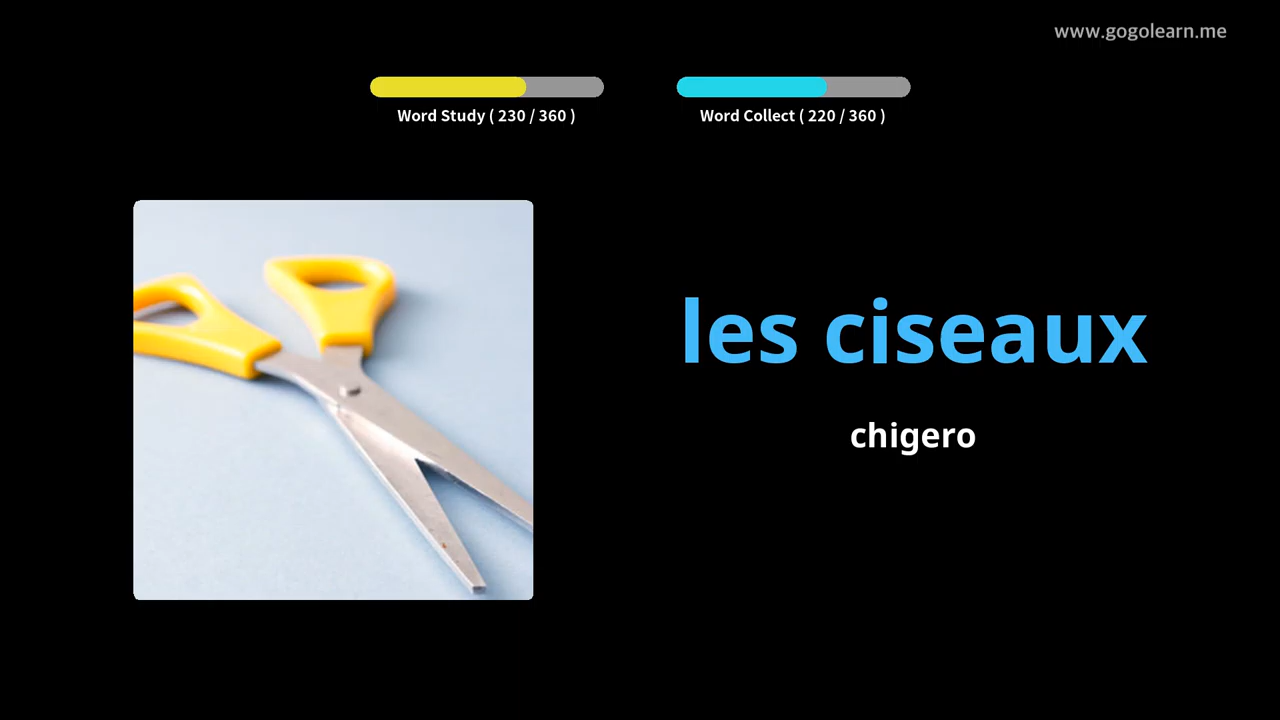 www.gogolearn.me
Word Study ( 230 / 360 )
Word Collect ( 220 / 360 )
les ciseaux
chigero